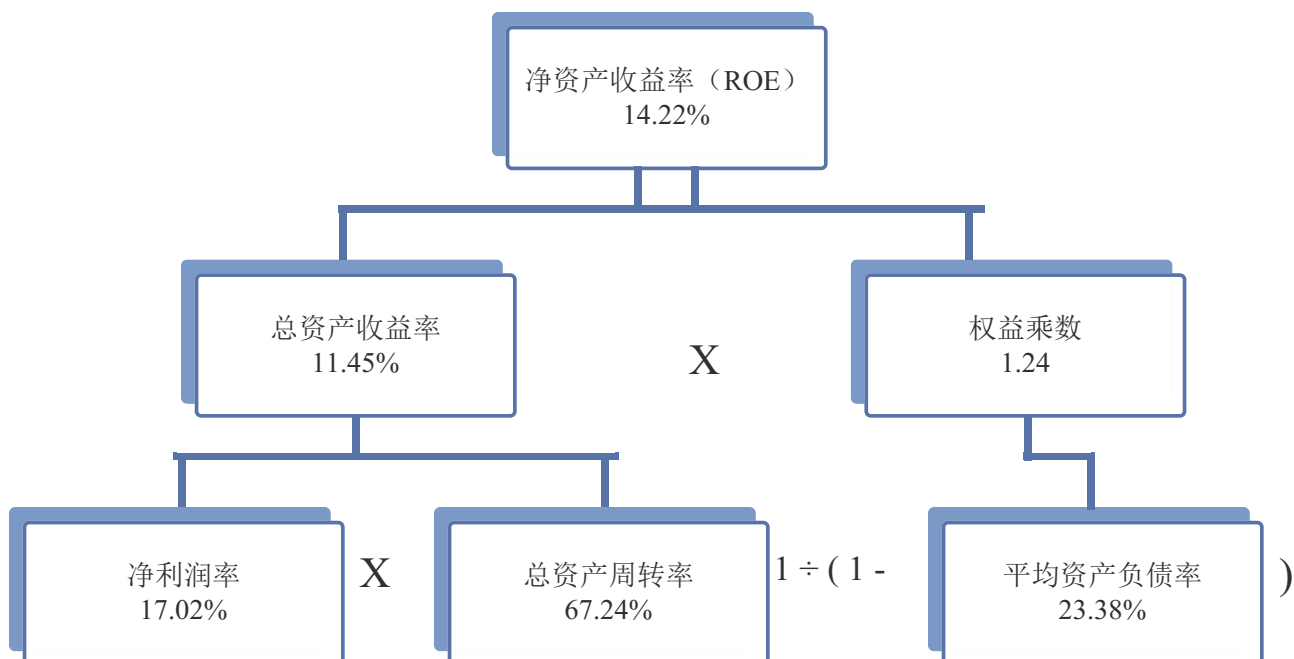 净资产收益率（ROE）
14.22%
总资产收益率
11.45%
X
权益乘数
1.24
净利润率
17.02%
X
总资产周转率
67.24%
1 ÷ ( 1 -
平均资产负债率
23.38%
)